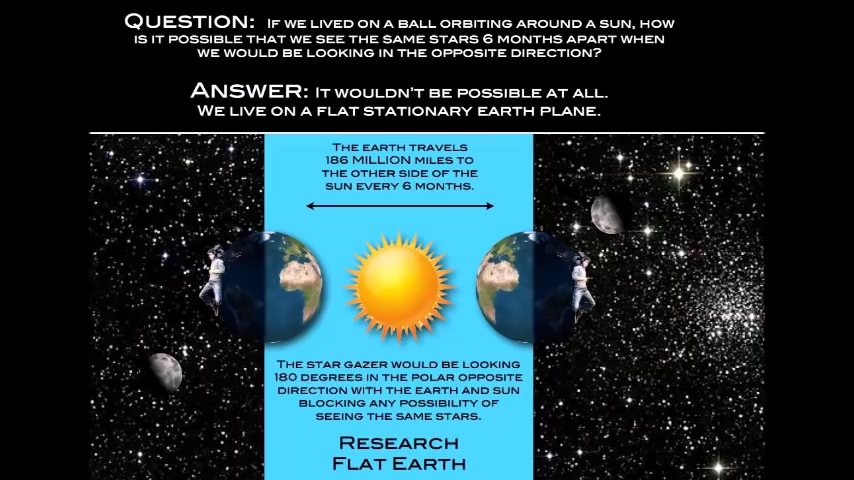 QUESTION: IF WE LIVED ON A BALL ORBITING AROUND A SUN, HOW
IS IT POSSIBLE THAT WE SEE THE SAME STARS 6 MONTHS APART WHEN
WE WOULD BE LOOKING IN THE OPPOSITE DIRECTION?
ANSWER: IT WOULDN'T BE POSSIBLE AT ALL.
WE LIVE ON A FLAT STATIONARY EARTH PLANE.
THE EARTH TRAVELS
186 MILLION MILES TO
THE OTHER SIDE OF THE
SUN EVERY 6 MONTHS.
THE STAR GAZER WOULD BE LOOKING
180 DEGREES IN THE POLAR OPPOSITE
DIRECTION WITH THE EARTH AND SUN
BLOCKING ANY POSSIBILITY OF
SEEING THE SAME STARS.
RESEARCH
FLAT EARTH